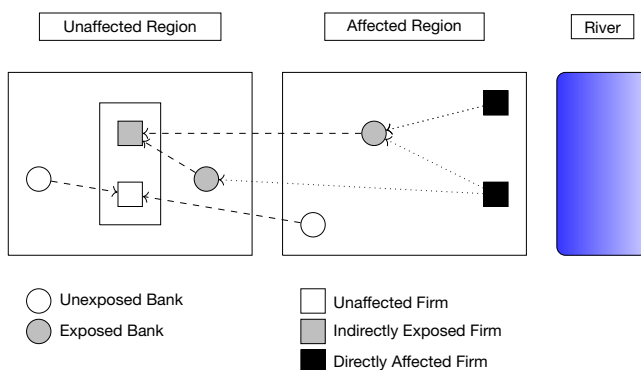 Unaffected Region
Affected Region
River
Unexposed Bank
Exposed Bank
Unaffected Firm
Indirectly Exposed Firm
Directly Affected Firm